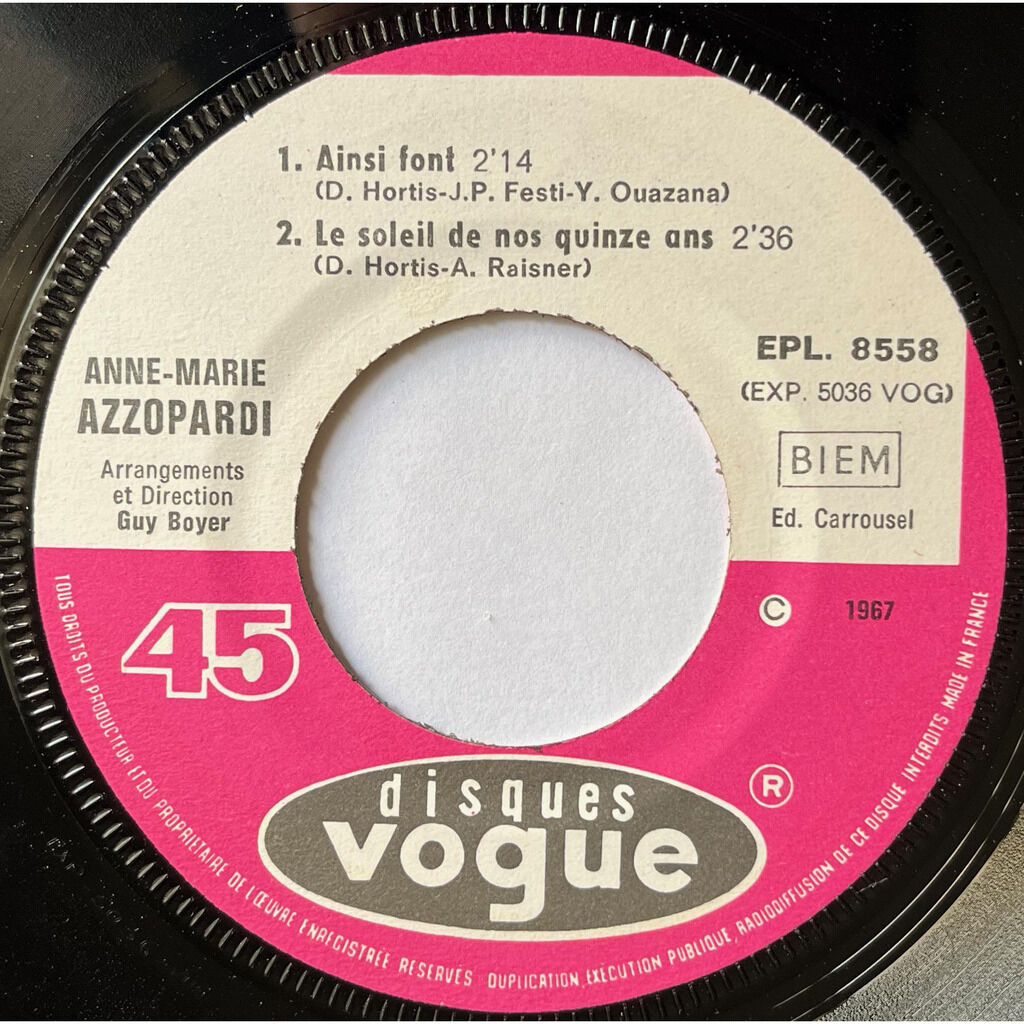 1. Ainsi font 2'14
(D. Hortis-J.P. Festi-Y. Ouazana)
2. Le soleil de nos quinze ans 2'36
(D. Hortis-A. Raisner)
ANNE-MARIE
AZZOPARDI
Arrangements
et Direction
Guy Boyer
EPL. 8558
(EXP. 5036 VOG)
BIEM
Ed. Carrousel
45
© 1967
disques
vogue
®
TOUS DROITS DU PRODUCTEUR ET DU PROPRIETAIRE DE L'ŒUVRE ENREGISTRÉE RESERVES DUPLICATION, EXECUTION PUBLIQUE, RADIODIFFUSION DE CE DISQUE INTERDITS MADE IN FRANCE